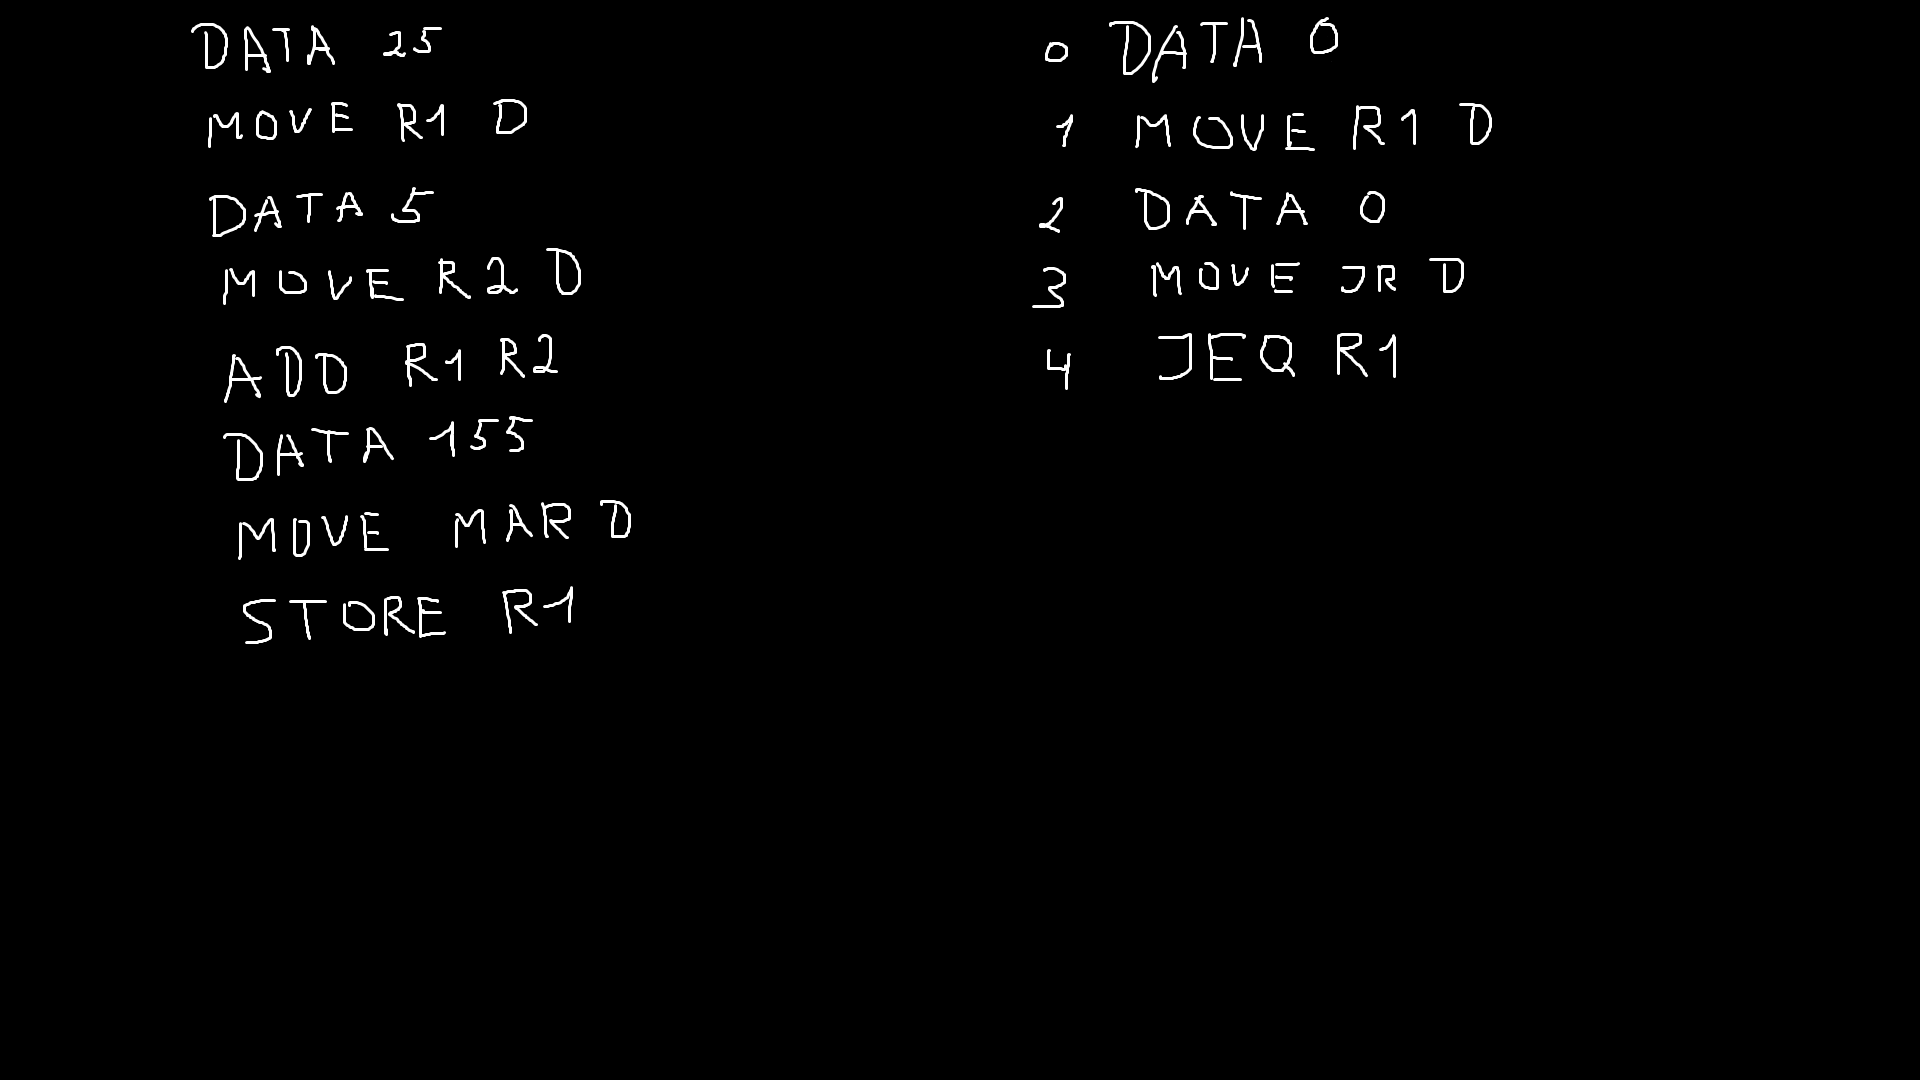 DATA 25
MOVE R1 D
DATA 5
MOVE R2 D
ADD R1 R2
DATA 155
MOVE MAR D
STORE R1
0 DATA 0
1 MOVE R1 D
2 DATA 0
3 MOVE JR D
4 JEQ R1